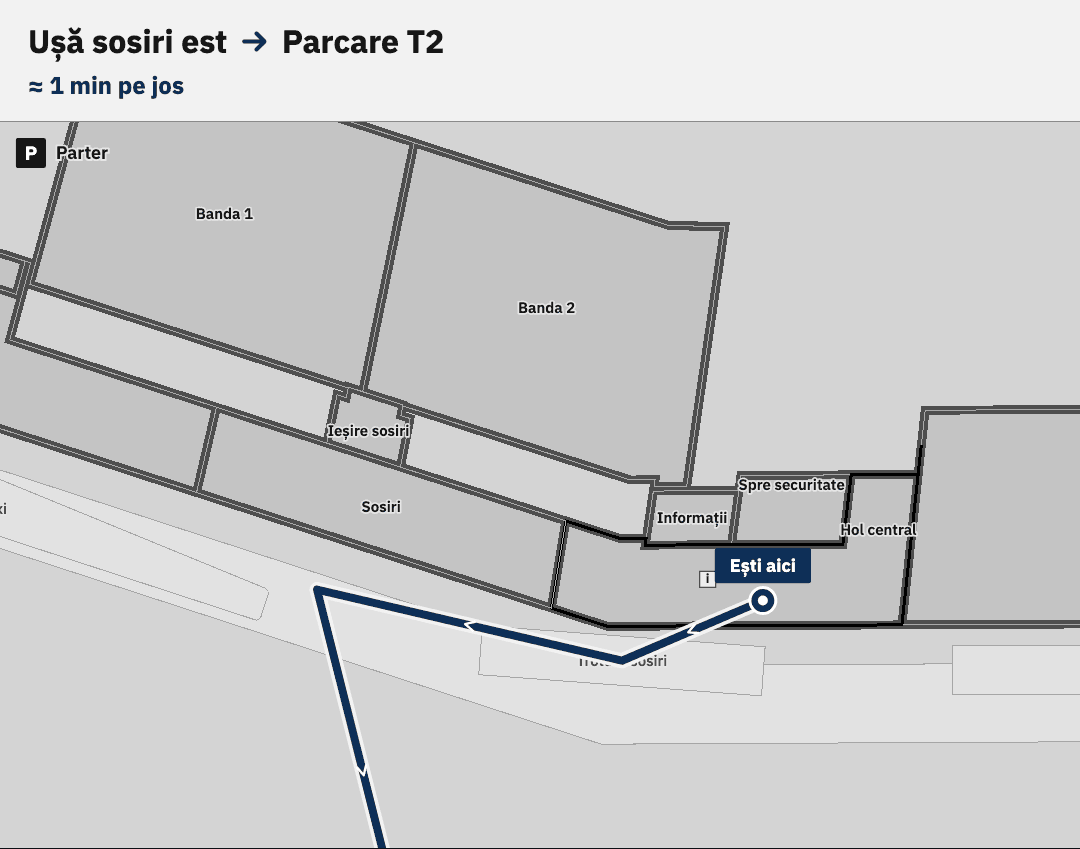 Ușă sosiri est → Parcare T2
≈ 1 min pe jos
P Parter
Banda 1
Banda 2
Ieșire sosiri
Spre securitate
Sosiri
Informații
Hol central
Ești aici
i
sosiri